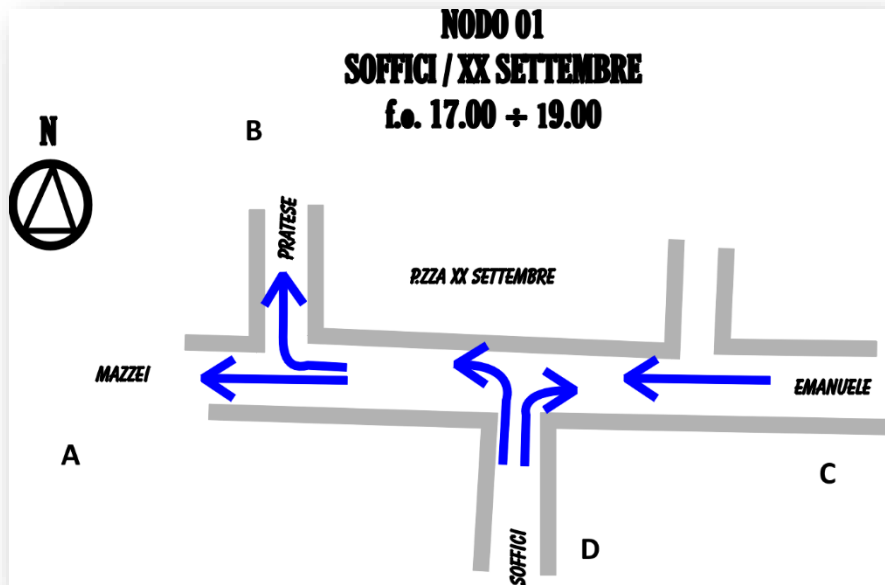 NODO 01
SOFFICI / XX SETTEMBRE
f.o. 17.00 ÷ 19.00
N
B
PRATESE
P.ZZA XX SETTEMBRE
MAZZEI
EMANUELE
A
C
SOFFICI
D